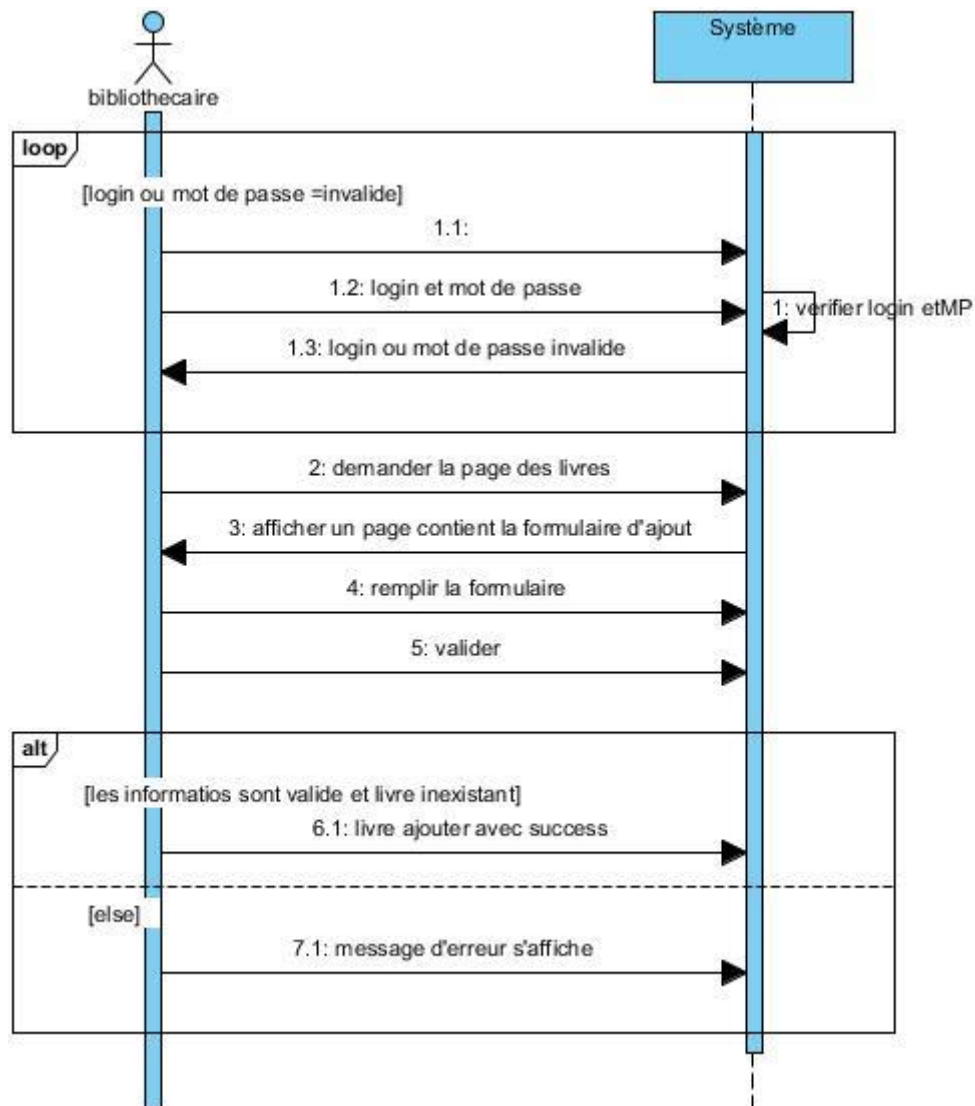 Système
bibliothecaire
loop
[login ou mot de passe =invalide]
1.1:
1.2: login et mot de passe
1: verifier login etMP
1.3: login ou mot de passe invalide
2: demander la page des livres
3: afficher un page contient la formulaire d'ajout
4: remplir la formulaire
5: valider
alt
[les informatios sont valide et livre inexistant]
6.1: livre ajouter avec success
[else]
7.1: message d'erreur s'affiche